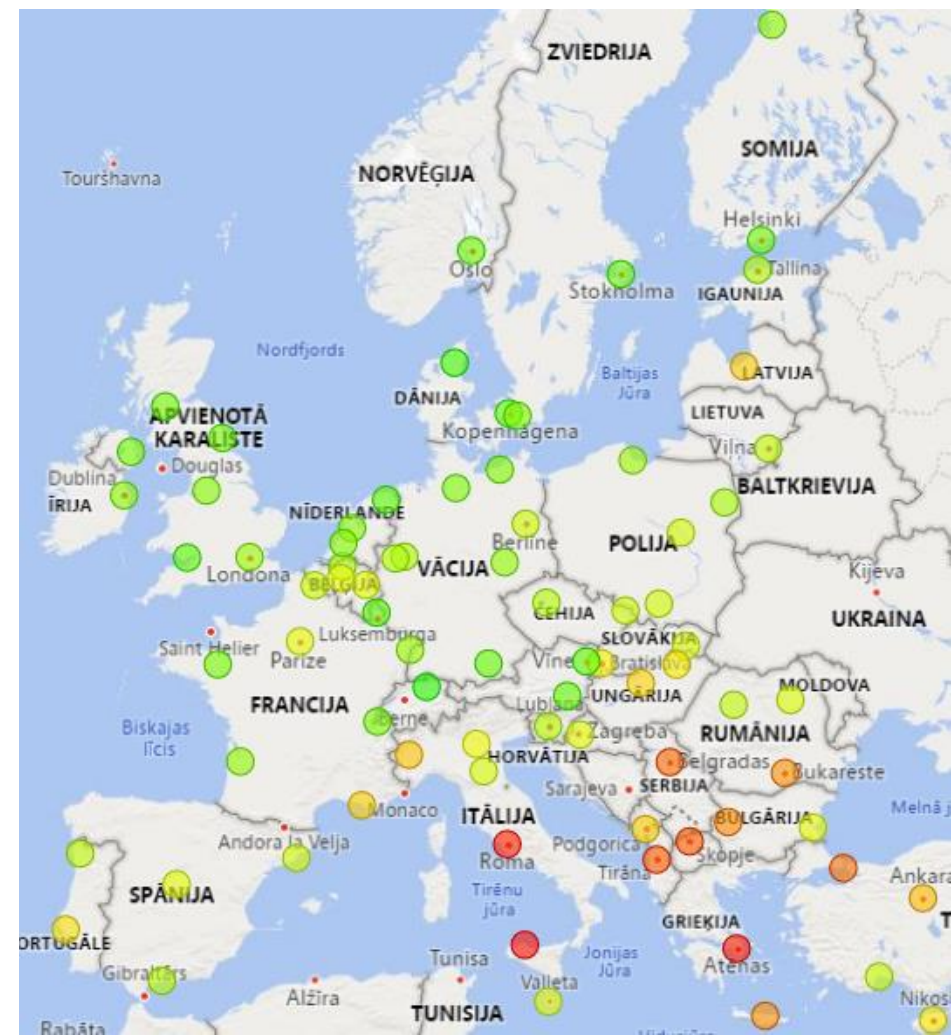 ZVIEDRIJA
SOMIJA
Tourshavna
NORVĒĢIJA
Helsinki
Oslo
Tallina
Stokholma
IGAUNIJA
Nordfjords
Baltijas
Jūra
LATVIJA
DĀNIJA
APVIENOTĀ
KARALISTE
Kopenhāgena
LIETUVA
Viļņa
Douglas
Dublina
BALTKRIEVIJA
ĪRIJA
NĪDERLANDE
Berlīne
POLIJA
Londona
VĀCIJA
BEĻĢIJA
Kijeva
ČEHIJA
UKRAINA
Luksemburga
Saint Helier
SLOVĀKIJA
Parīze
Vīne
Bratislava
MOLDOVA
UNGĀRIJA
FRANCIJA
Berne
Ļubļana
Biskajas
līcis
Zagreba
RUMĀNIJA
HORVĀTIJA
Belgradas
Bukareste
Sarajeva
SERBIJA
Monaco
ITĀLIJA
Melnā j
BULGĀRIJA
Andora la Velja
Podgorica
Roma
Skopje
Tirāna
Ankara
SPĀNIJA
Tirēnu
jūra
GRIEĶIJA
T
ORTUGĀLE
Jonijas
Jūra
Atēnas
Gibraltārs
Tunisa
Alžīra
Valleta
Nikos
TUNISIJA
Rabāta